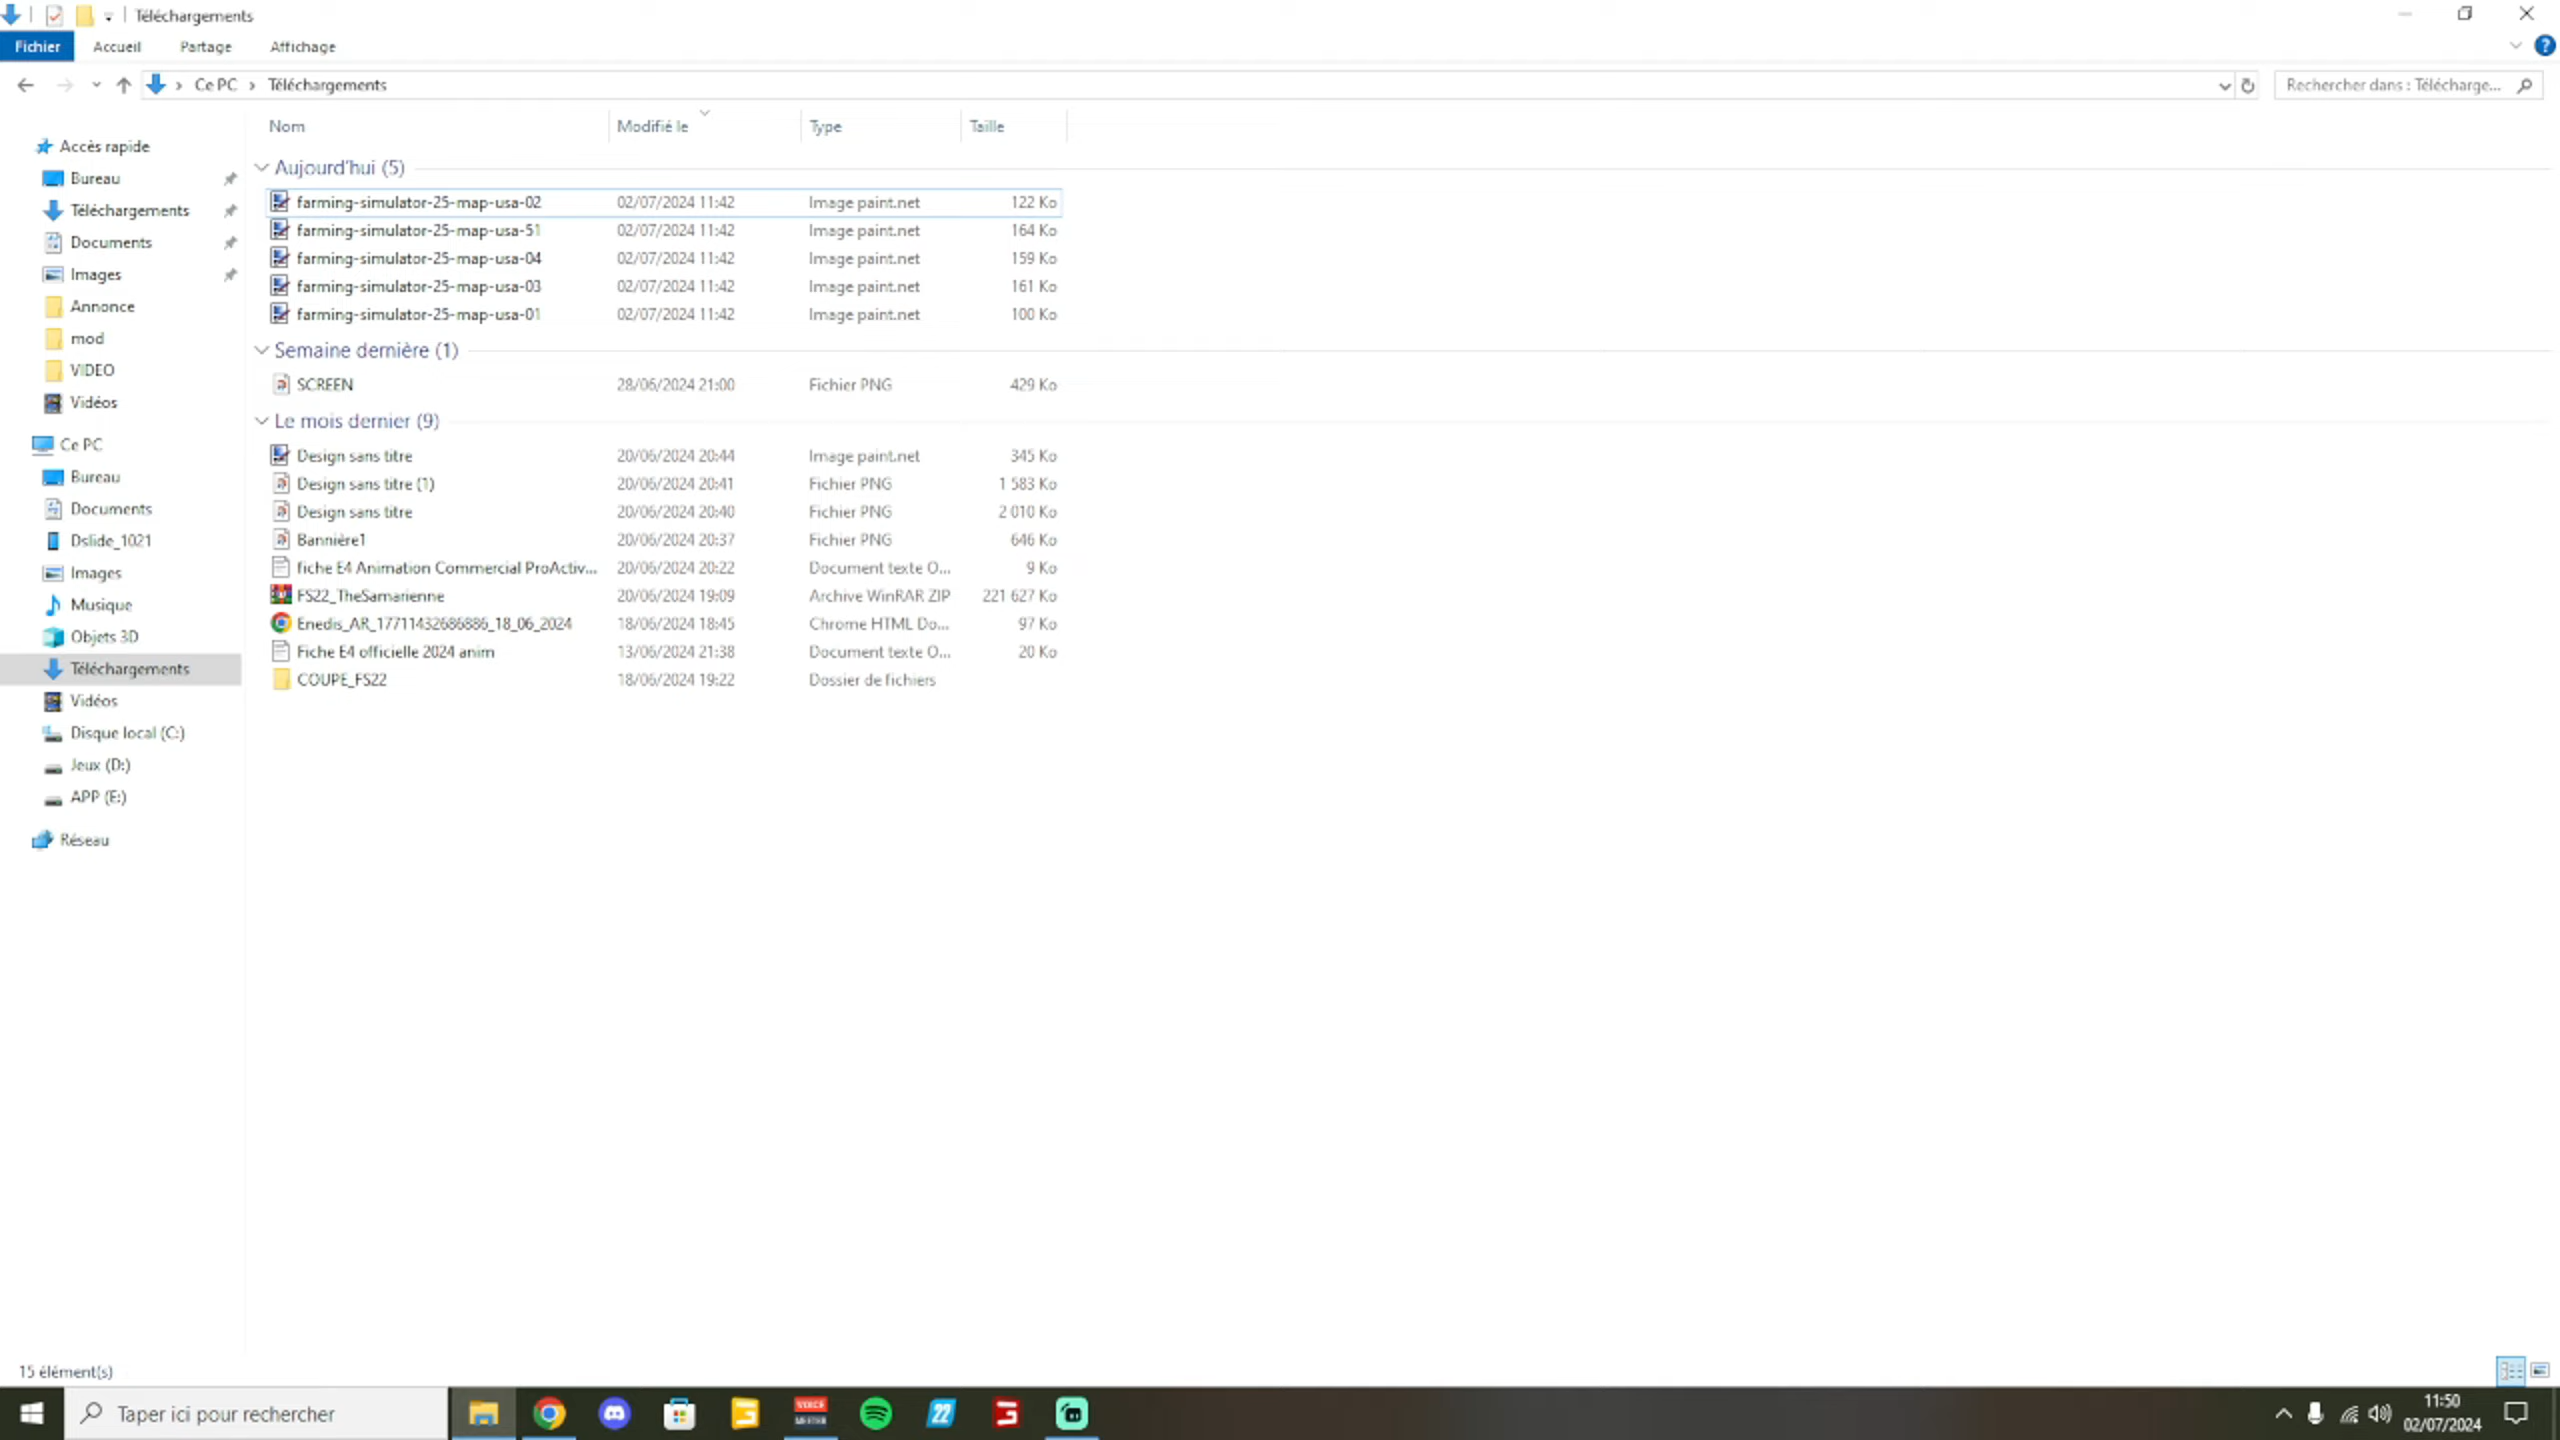 Téléchargements
Fichier Accueil Partage Affichage
Ce PC Téléchargements Rechercher dans : Télécharge...
Nom Modifié le Type Taille
Accès rapide
Bureau
Téléchargements
Documents
Images
Annonce
mod
VIDEO
Vidéos
Ce PC
Bureau
Documents
Dslide_1021
Images
Musique
Objets 3D
Téléchargements
Vidéos
Disque local (C:)
Jeux (D:)
APP (E:)
Réseau
Aujourd'hui (5)
farming-simulator-25-map-usa-02 02/07/2024 11:42 Image paint.net 122 Ko
farming-simulator-25-map-usa-51 02/07/2024 11:42 Image paint.net 164 Ko
farming-simulator-25-map-usa-04 02/07/2024 11:42 Image paint.net 159 Ko
farming-simulator-25-map-usa-03 02/07/2024 11:42 Image paint.net 161 Ko
farming-simulator-25-map-usa-01 02/07/2024 11:42 Image paint.net 100 Ko
Semaine dernière (1)
SCREEN 28/06/2024 21:00 Fichier PNG 429 Ko
Le mois dernier (9)
Design sans titre 20/06/2024 20:44 Image paint.net 345 Ko
Design sans titre (1) 20/06/2024 20:41 Fichier PNG 1 583 Ko
Design sans titre 20/06/2024 20:40 Fichier PNG 2 010 Ko
Bannière1 20/06/2024 20:37 Fichier PNG 646 Ko
fiche E4 Animation Commercial ProActiv... 20/06/2024 20:22 Document texte O... 9 Ko
FS22_TheSamarienne 20/06/2024 19:09 Archive WinRAR ZIP 221 627 Ko
Enedis_AR_17711432686886_18_06_2024 18/06/2024 18:45 Chrome HTML Do... 97 Ko
Fiche E4 officielle 2024 anim 13/06/2024 21:38 Document texte O... 20 Ko
COUPE_FS22 18/06/2024 19:22 Dossier de fichiers
15 élément(s)
Taper ici pour rechercher
VOICE
MEETER
22
11:50
02/07/2024